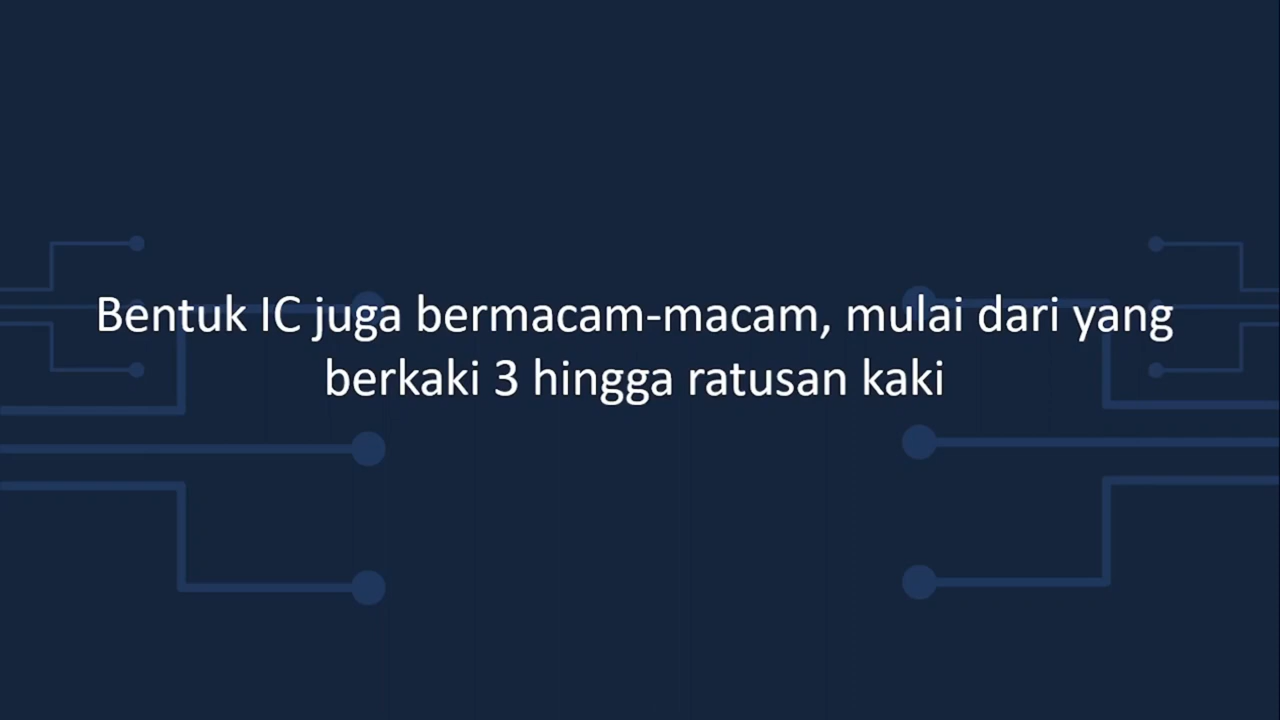 Bentuk IC juga bermacam-macam, mulai dari yang
berkaki 3 hingga ratusan kaki